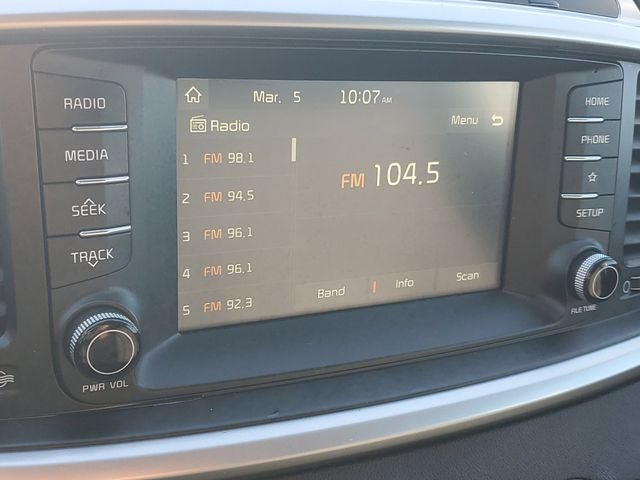 RADIO
MEDIA
SEEK
TRACK
PWR VOL
Mar. 5 10:07 AM
Radio
Menu
1 FM 98.1
2 FM 94.5
3 FM 96.1
4 FM 96.1
5 FM 92.3
FM 104.5
Band
Info
Scan
HOME
PHONE
SETUP
FILE TUNE